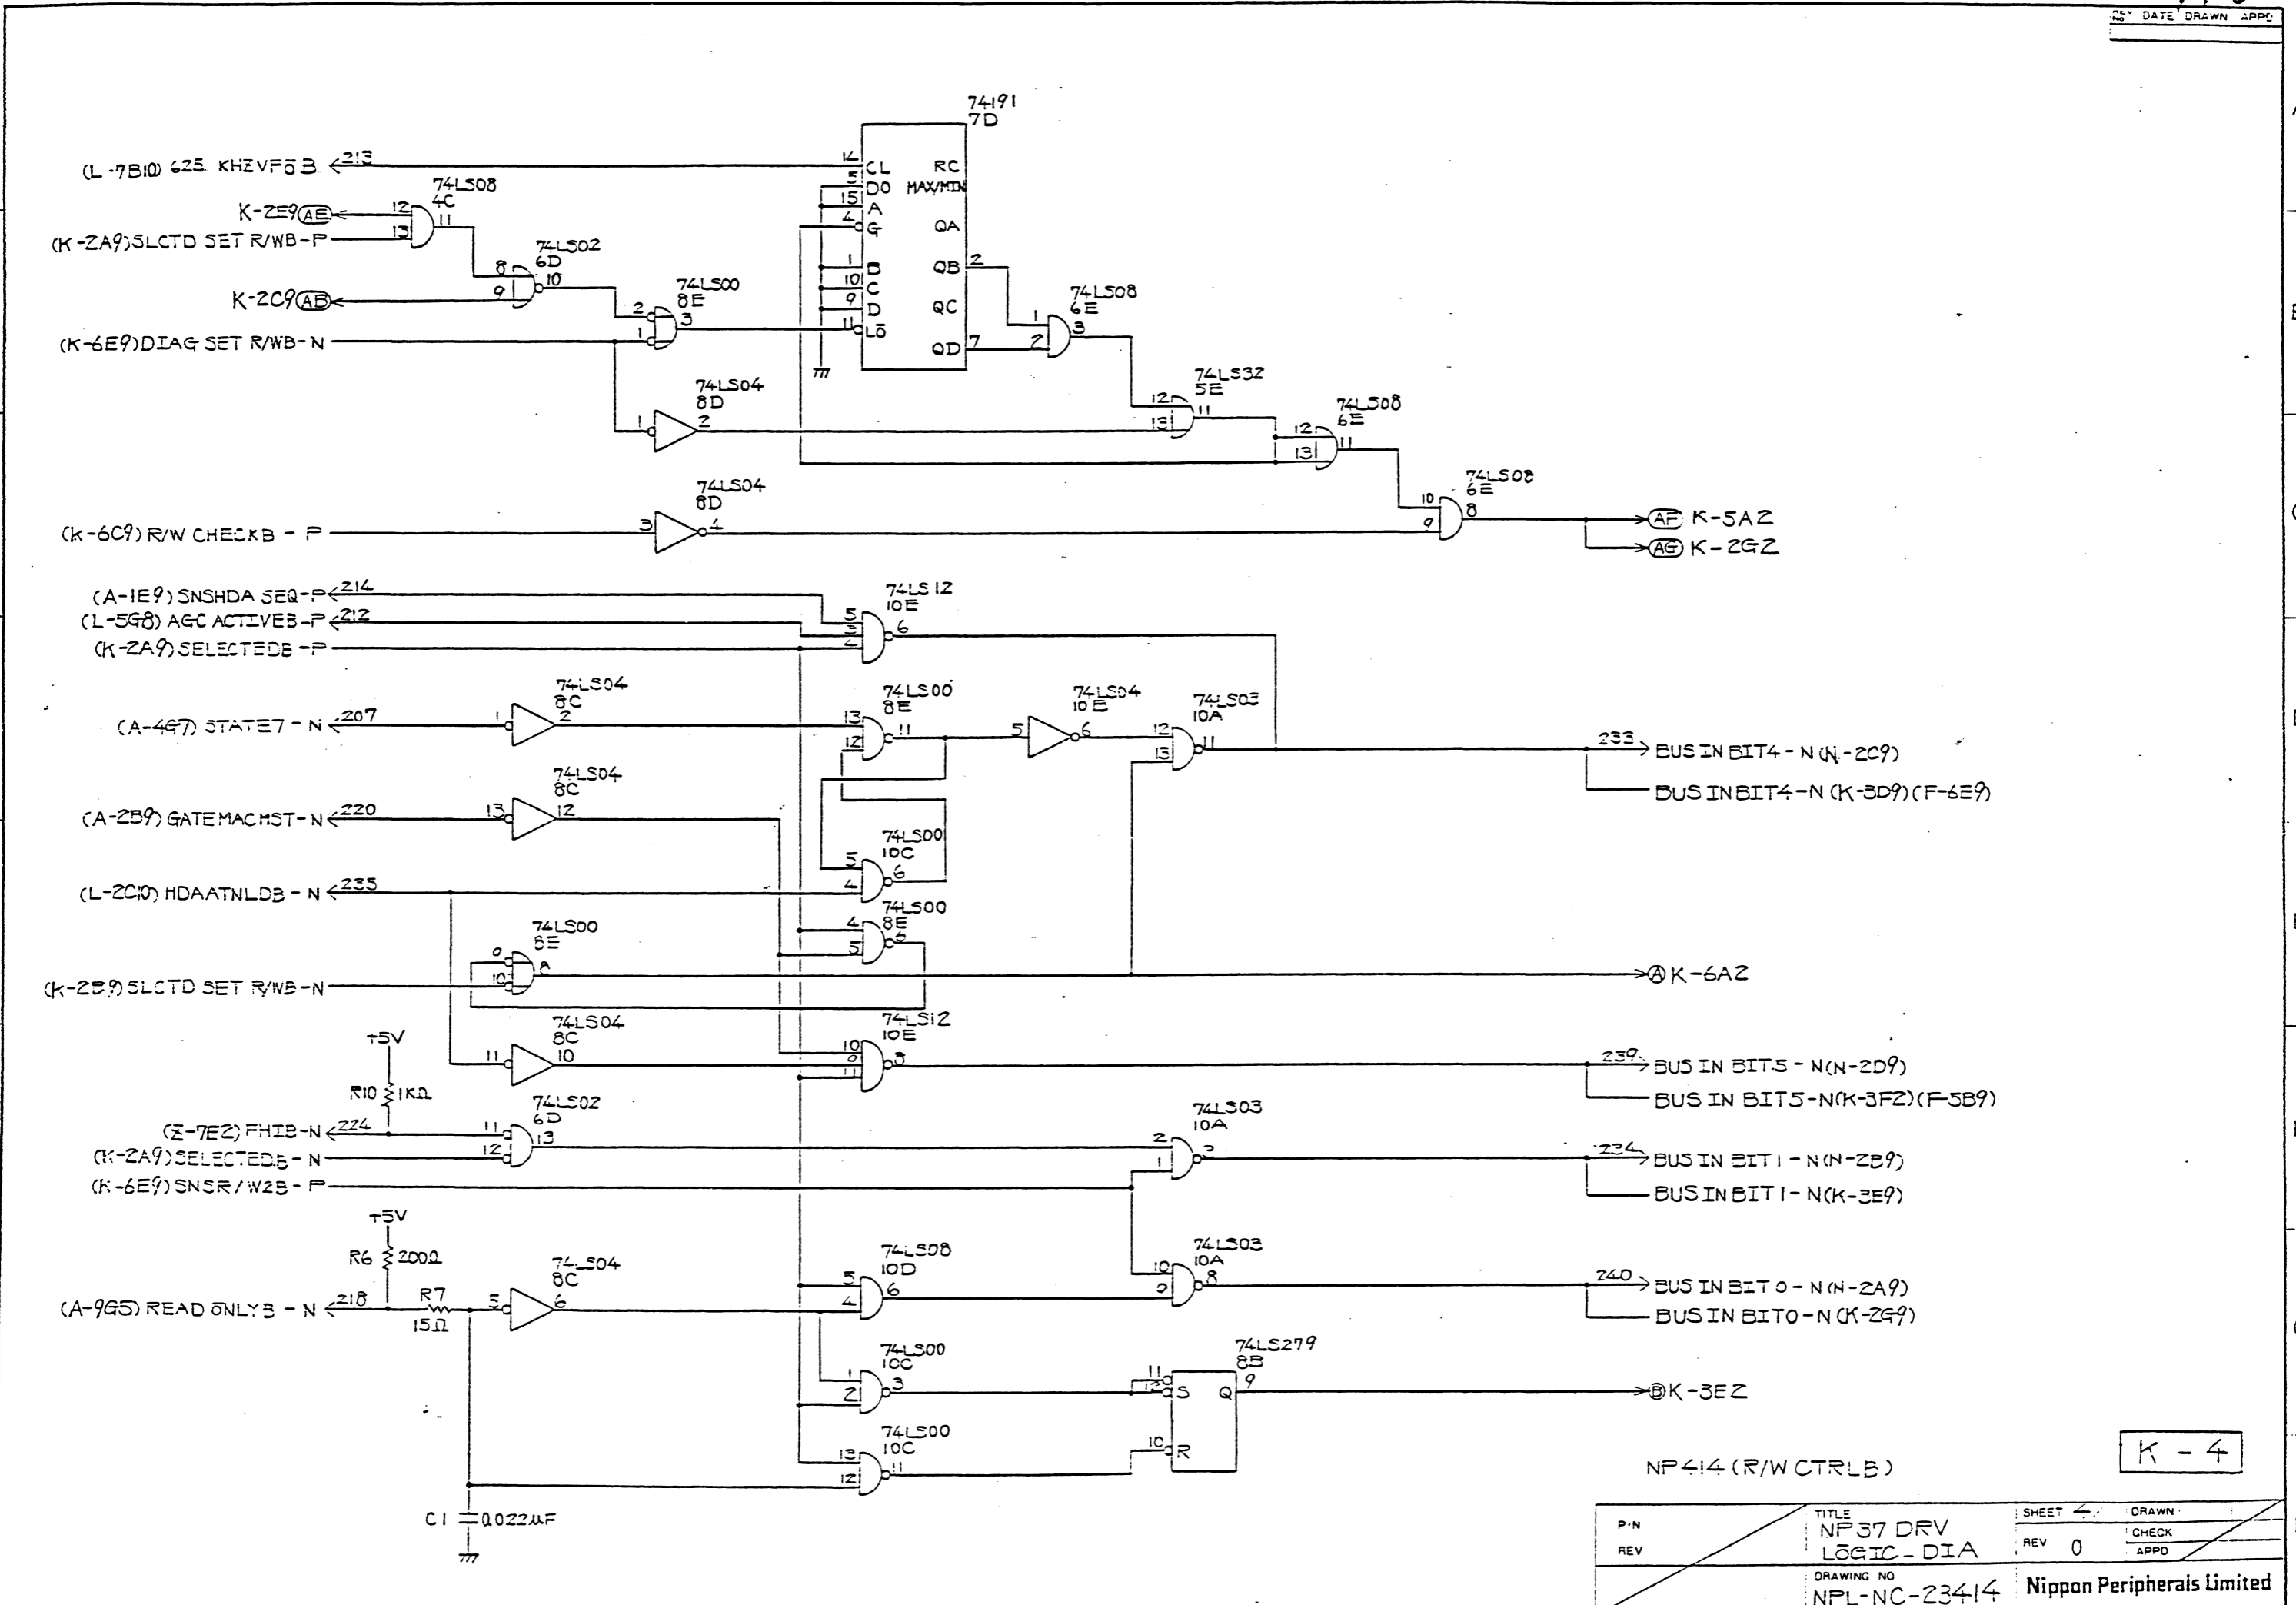 REV NO DATE DRAWN APPD
74191
7D
(L-7B10) 625 KHZVFOB 213
14 CL RC
5 DO MAX/MIN
15 A
4 G QA
1 B QB 2
10 C
9 D QC
11 LO
QD 7
74LS08
4C
K-2E9 AE 12
11
(K-2A9) SLCTD SET R/WB-P 13
74LS02
6D
8
10
K-2C9 AB 9
74LS00
8E
2
3
(K-6E9) DIAG SET R/WB-N 1
74LS08
6E
1
3
2
74LS04
8D
1 2
74LS32
5E
12
11
13
74LS08
6E
12
11
13
74LS04
8D
(K-6C9) R/W CHECKB - P 3 4
74LS08
6E
10
8
9
AF K-5A2
AG K-2G2
(A-1E9) SNSHDA SEQ-P 214
(L-5G8) AGC ACTIVEB-P 212
(K-2A9) SELECTEDB-P
74LS12
10E
5
6
4
74LS04
8C
(A-4G7) STATE7-N 207 1 2
74LS00
8E
13
11
12
74LS04
10E
5 6
74LS03
10A
12
11
13
233 BUS IN BIT4-N (N-2C9)
BUS IN BIT4-N (K-3D9) (F-6E9)
74LS04
8C
(A-2B9) GATEMACMST-N 220 13 12
74LS00
10C
5
6
4
(L-2C10) HDAATNLDB-N 235
74LS00
8E
4
6
5
74LS00
8E
9
8
10
(K-2B9) SLCTD SET R/WB-N
A K-6A2
74LS04
8C
11 10
74LS12
10E
10
9 8
11
239 BUS IN BIT5-N (N-2D9)
BUS IN BIT5-N (K-3F2) (F-5B9)
+5V
R10 1KΩ
74LS02
6D
(Z-7E2) FHIB-N 224 11
13
(K-2A9) SELECTEDB-N 12
(K-6E9) SNSR/W2B-P
74LS03
10A
2
3
1
234 BUS IN BIT1-N (N-2B9)
BUS IN BIT1-N (K-3E9)
+5V
R6 200Ω
(A-9G5) READ ONLYB - N 218
R7
15Ω
74LS04
8C
5 6
74LS08
10D
5
6
4
74LS03
10A
10
8
9
240 BUS IN BIT0-N (N-2A9)
BUS IN BIT0-N (K-2G9)
74LS00
10C
1
3
2
74LS279
8B
11
12 S Q 9
10 R
B K-3E2
74LS00
10C
13
11
12
C1 0.022μF
NP414 (R/W CTRLB)
K - 4
P/N
REV
TITLE
NP37 DRV
LOGIC-DIA
SHEET 4
REV 0
DRAWN
CHECK
APPD
DRAWING NO
NPL-NC-23414
Nippon Peripherals Limited